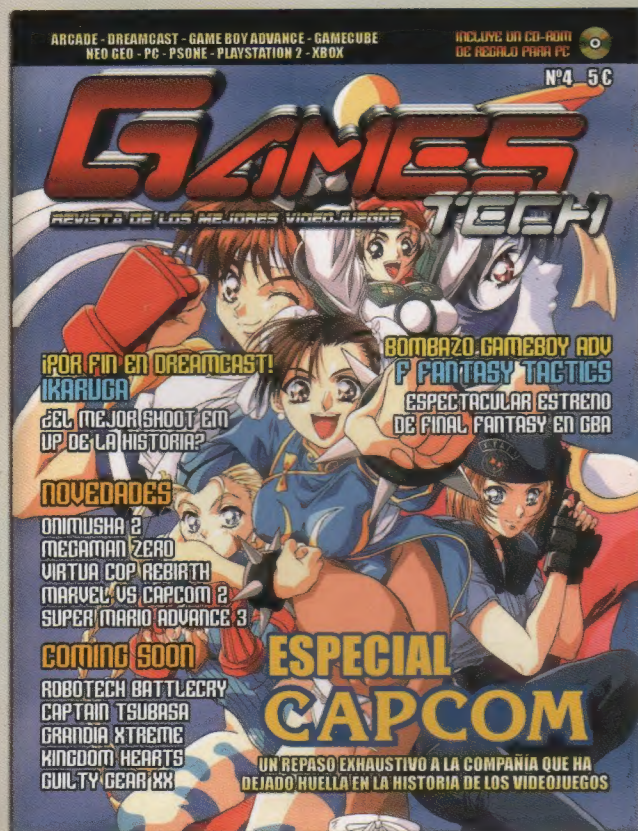 ARCADE - DREAMCAST - GAME BOY ADVANCE - GAMECUBE
NEO GEO - PC - PSONE - PLAYSTATION 2 - XBOX
INCLUYE UN CD-ROM
DE REGALO PARA PC
Nº4 5€
GAMES
TECH
REVISTA DE LOS MEJORES VIDEOJUEGOS
¡POR FIN EN DREAMCAST!
IKARUGA
¿EL MEJOR SHOOT EM
UP DE LA HISTORIA?
BOMBAZO GAMEBOY ADV
F FANTASY TACTICS
ESPECTACULAR ESTRENO
DE FINAL FANTASY EN GBA
NOVEDADES
ONIMUSHA 2
MEGAMAN ZERO
VIRTUA COP REBIRTH
MARVEL VS CAPCOM 2
SUPER MARIO ADVANCE 3
COMING SOON
ROBOTECH BATTLECRY
CAPTAIN TSUBASA
GRANDIA XTREME
KINGDOM HEARTS
GUILTY GEAR XX
ESPECIAL
CAPCOM
UN REPASO EXHAUSTIVO A LA COMPAÑÍA QUE HA
DEJADO HUELLA EN LA HISTORIA DE LOS VIDEOJUEGOS